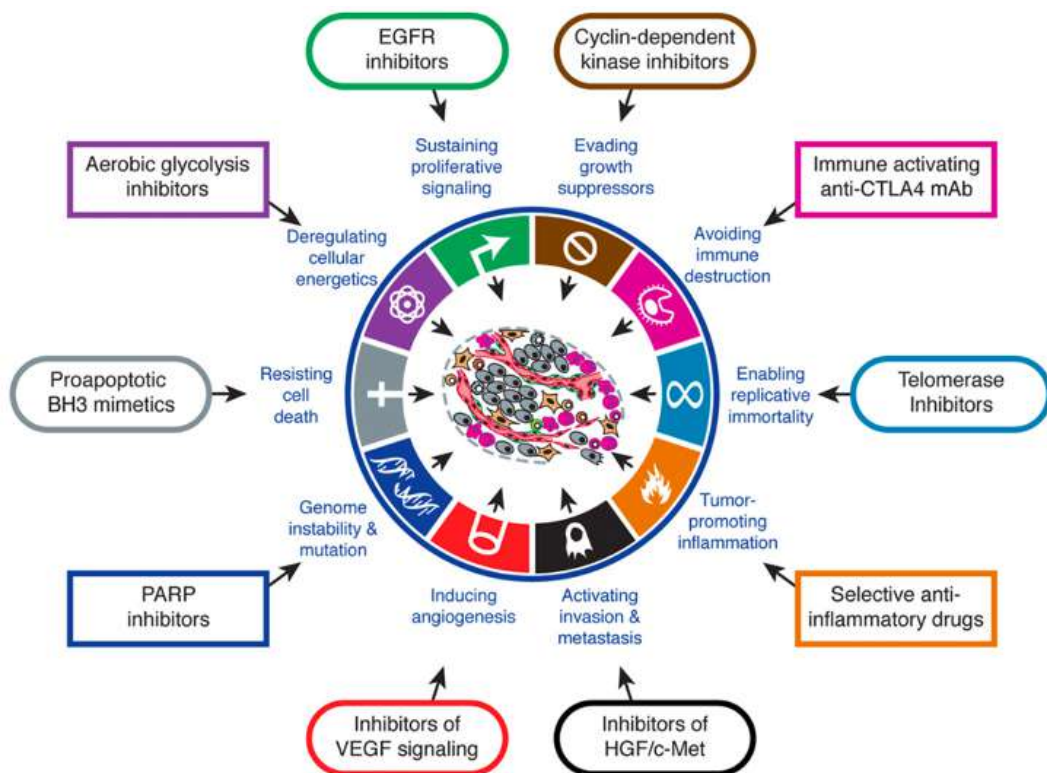 EGFR
inhibitors
Cyclin-dependent
kinase inhibitors
Sustaining
proliferative
signaling
Evading
growth
suppressors
Aerobic glycolysis
inhibitors
Immune activating
anti-CTLA4 mAb
Deregulating
cellular
energetics
Avoiding
immune
destruction
Proapoptotic
BH3 mimetics
Resisting
cell
death
Enabling
replicative
immortality
Telomerase
Inhibitors
Genome
instability &
mutation
Tumor-
promoting
inflammation
PARP
inhibitors
Inducing
angiogenesis
Activating
invasion &
metastasis
Selective anti-
inflammatory drugs
Inhibitors of
VEGF signaling
Inhibitors of
HGF/c-Met